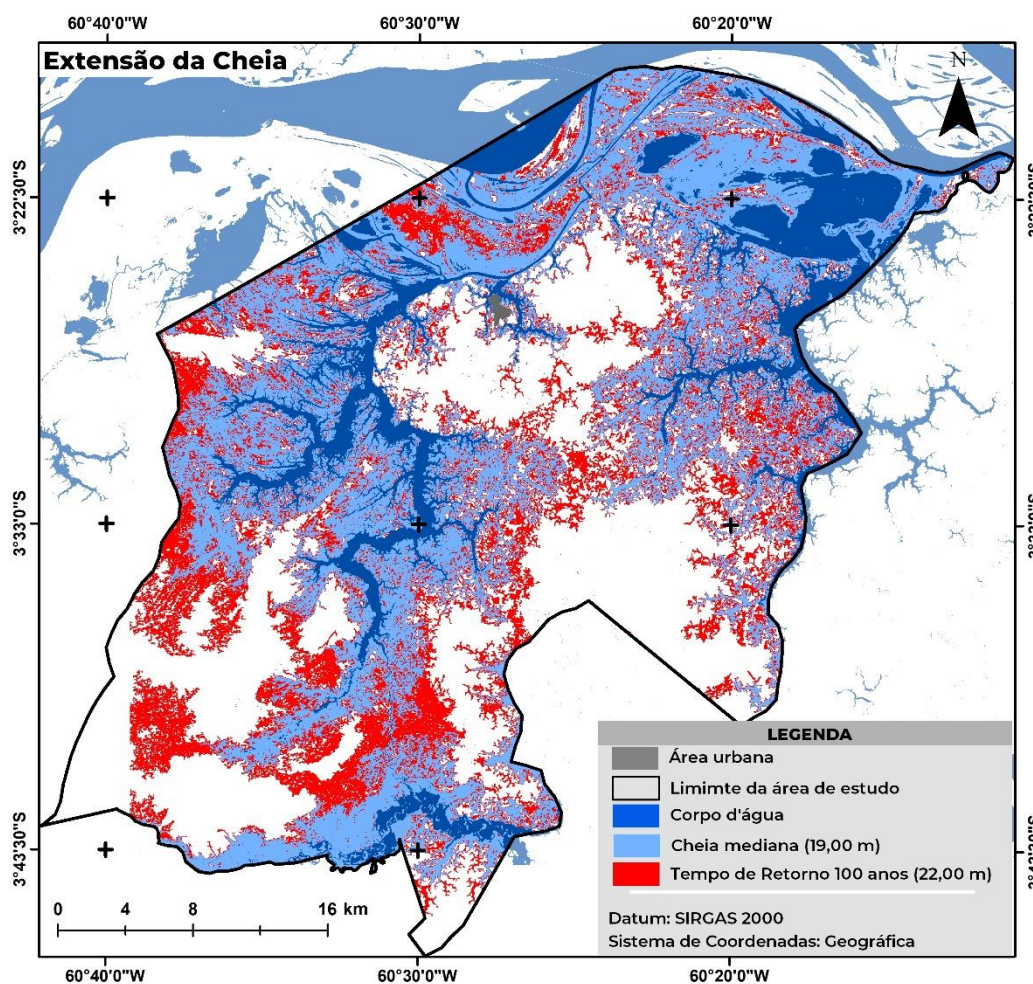 60°40'0"W 60°30'0"W 60°20'0"W
Extensão da Cheia
N
3°22'30"S
3°33'0"S
3°43'30"S
0 4 8 16 km
LEGENDA
Área urbana
Limimte da área de estudo
Corpo d'água
Cheia mediana (19,00 m)
Tempo de Retorno 100 anos (22,00 m)
Datum: SIRGAS 2000
Sistema de Coordenadas: Geográfica
60°40'0"W 60°30'0"W 60°20'0"W